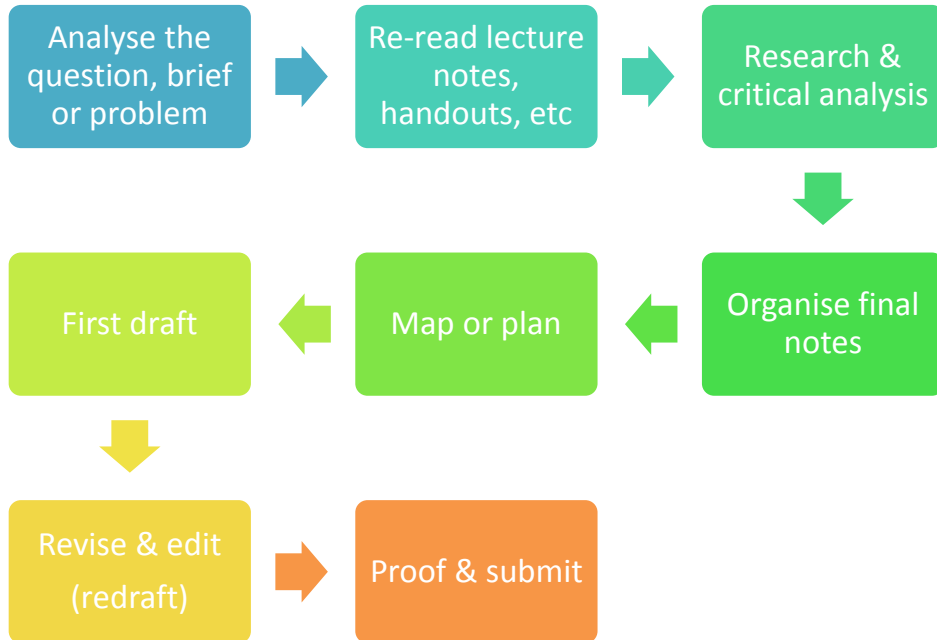 Analyse the
question, brief
or problem
Re-read lecture
notes,
handouts, etc
Research &
critical analysis
Organise final
notes
Map or plan
First draft
Revise & edit
(redraft)
Proof & submit